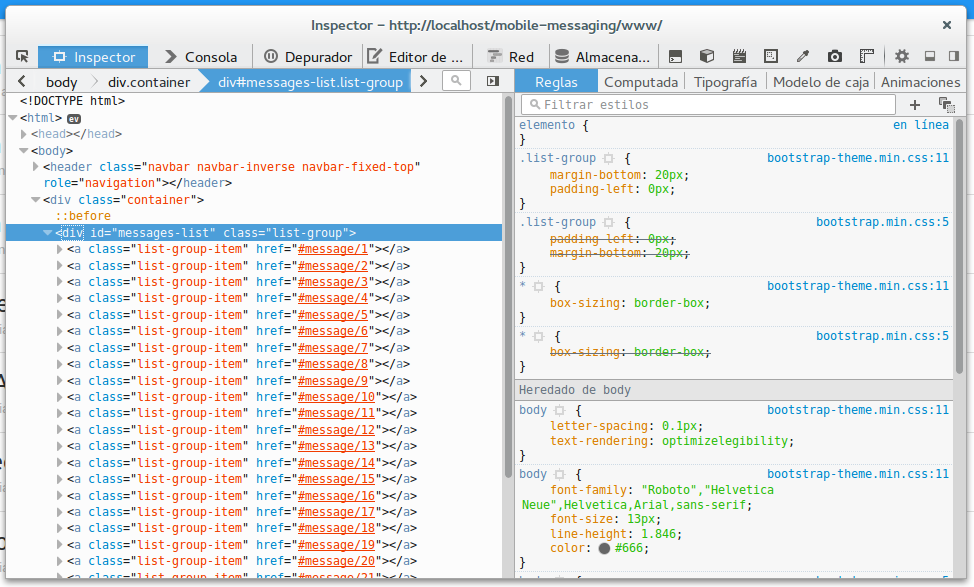 Inspector – http://localhost/mobile-messaging/www/
Inspector Consola Depurador Editor de ... Red Almacena...
body div.container div#messages-list.list-group
Reglas Computada Tipografía Modelo de caja Animaciones
<!DOCTYPE html>
<html> ev
<head></head>
<body>
<header class="navbar navbar-inverse navbar-fixed-top"
role="navigation"></header>
<div class="container">
::before
<div id="messages-list" class="list-group">
<a class="list-group-item" href="#message/1"></a>
<a class="list-group-item" href="#message/2"></a>
<a class="list-group-item" href="#message/3"></a>
<a class="list-group-item" href="#message/4"></a>
<a class="list-group-item" href="#message/5"></a>
<a class="list-group-item" href="#message/6"></a>
<a class="list-group-item" href="#message/7"></a>
<a class="list-group-item" href="#message/8"></a>
<a class="list-group-item" href="#message/9"></a>
<a class="list-group-item" href="#message/10"></a>
<a class="list-group-item" href="#message/11"></a>
<a class="list-group-item" href="#message/12"></a>
<a class="list-group-item" href="#message/13"></a>
<a class="list-group-item" href="#message/14"></a>
<a class="list-group-item" href="#message/15"></a>
<a class="list-group-item" href="#message/16"></a>
<a class="list-group-item" href="#message/17"></a>
<a class="list-group-item" href="#message/18"></a>
<a class="list-group-item" href="#message/19"></a>
<a class="list-group-item" href="#message/20"></a>
<a class="list-group-item" href="#message/21"></a>
Filtrar estilos
elemento { en línea
}
.list-group { bootstrap-theme.min.css:11
margin-bottom: 20px;
padding-left: 0px;
}
.list-group { bootstrap.min.css:5
padding-left: 0px;
margin-bottom: 20px;
}
* { bootstrap-theme.min.css:11
box-sizing: border-box;
}
* { bootstrap.min.css:5
box-sizing: border-box;
}
Heredado de body
body { bootstrap-theme.min.css:11
letter-spacing: 0.1px;
text-rendering: optimizelegibility;
}
body { bootstrap-theme.min.css:11
font-family: "Roboto","Helvetica
Neue",Helvetica,Arial,sans-serif;
font-size: 13px;
line-height: 1.846;
color: #666;
}